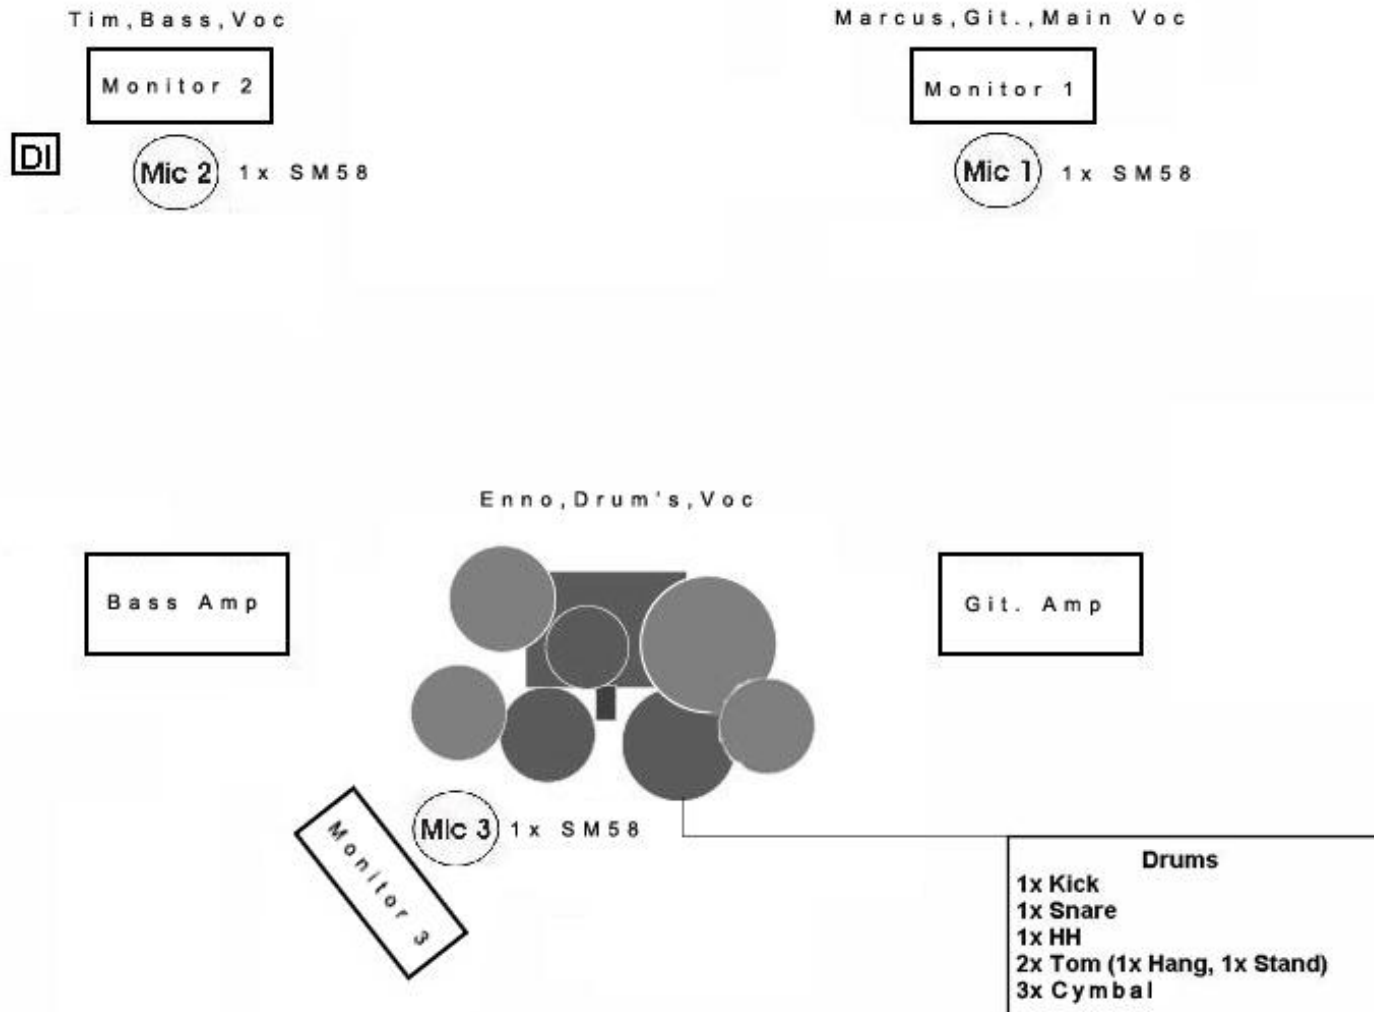 Tim,Bass,Voc
Marcus,Git.,Main Voc
Monitor 2
Monitor 1
DI
Mic 2
1x SM58
Mic 1
1x SM58
Enno,Drum's,Voc
Bass Amp
Git. Amp
Monitor 3
Mic 3
1x SM58
Drums
1x Kick
1x Snare
1x HH
2x Tom (1x Hang, 1x Stand)
3x Cymbal